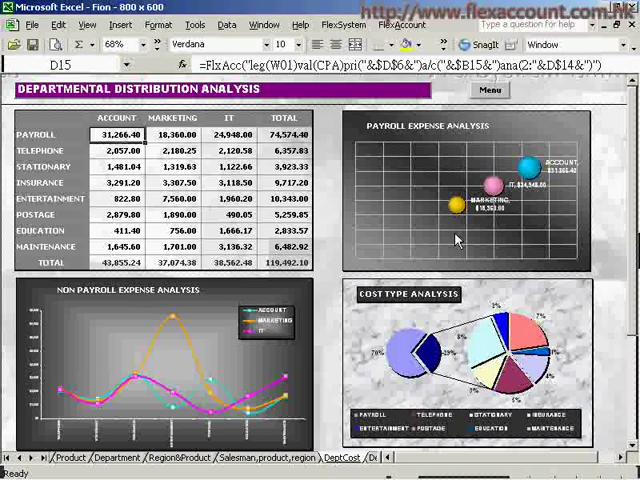 http://www.flexaccount.com.hk
Microsoft Excel - Fion - 800 x 600
File Edit View Insert Format Tools Data Window Help FlexSystem FlexAccount Type a question for help
68% Verdana 10 SnagIt Window
D15 =FlxAcc("leg(W01)val(CPA)pri("&$D$6&")a/c("&$B15&")ana(2:"&D$14&")")
DEPARTMENTAL DISTRIBUTION ANALYSIS Menu
ACCOUNT MARKETING IT TOTAL
PAYROLL 31,266.40 18,360.00 24,948.00 74,574.40
TELEPHONE 2,057.00 2,180.25 2,120.58 6,357.83
STATIONARY 1,481.04 1,319.63 1,122.66 3,923.33
INSURANCE 3,291.20 3,307.50 3,118.50 9,717.20
ENTERTAINMENT 822.80 7,560.00 1,960.20 10,343.00
POSTAGE 2,879.80 1,890.00 490.05 5,259.85
EDUCATION 411.40 756.00 1,666.17 2,833.57
MAINTENANCE 1,645.60 1,701.00 3,136.32 6,482.92
TOTAL 43,855.24 37,074.38 38,562.48 119,492.10
PAYROLL EXPENSE ANALYSIS
ACCOUNT,
IT, $24,948.00
MARKETING,
$18,360.00
NON PAYROLL EXPENSE ANALYSIS
ACCOUNT
MARKETING
IT
COST TYPE ANALYSIS
PAYROLL TELEPHONE STATIONARY INSURANCE
ENTERTAINMENT POSTAGE EDUCATION MAINTENANCE
Product Department Region&Product Salesman,product,region DeptCost
Ready